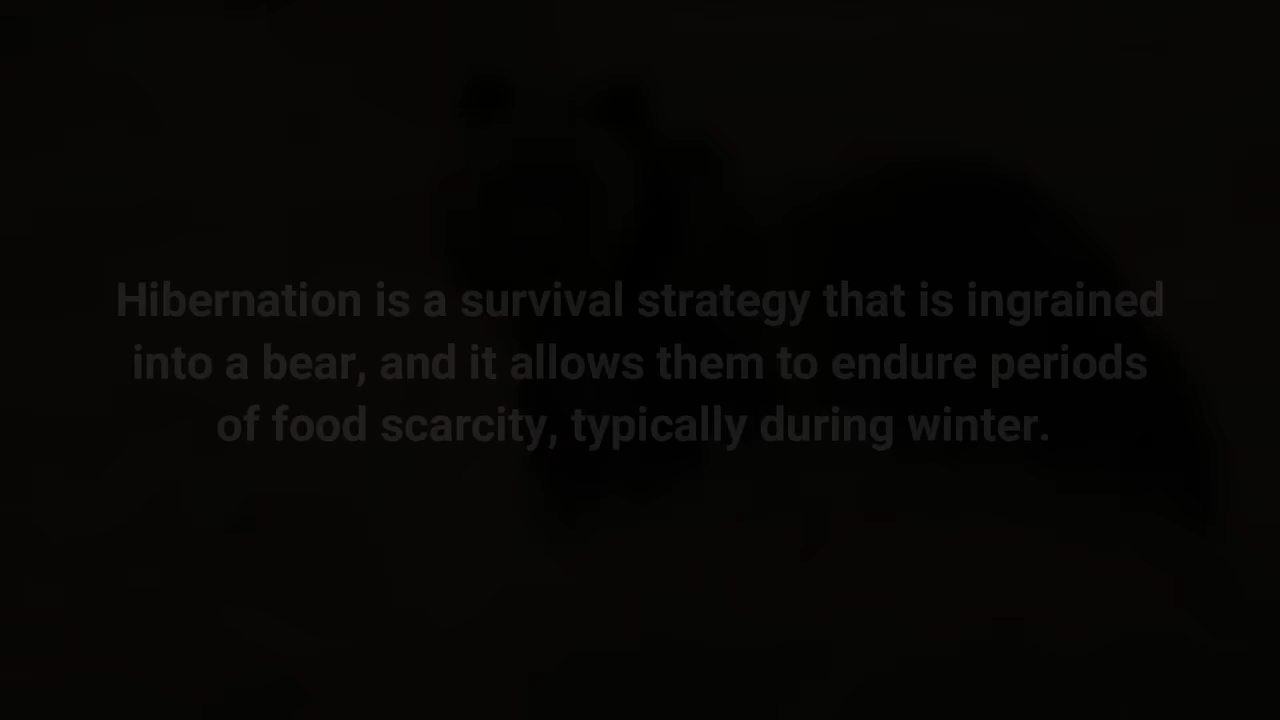 Hibernation is a survival strategy that is ingrained
into a bear, and it allows them to endure periods
of food scarcity, typically during winter.